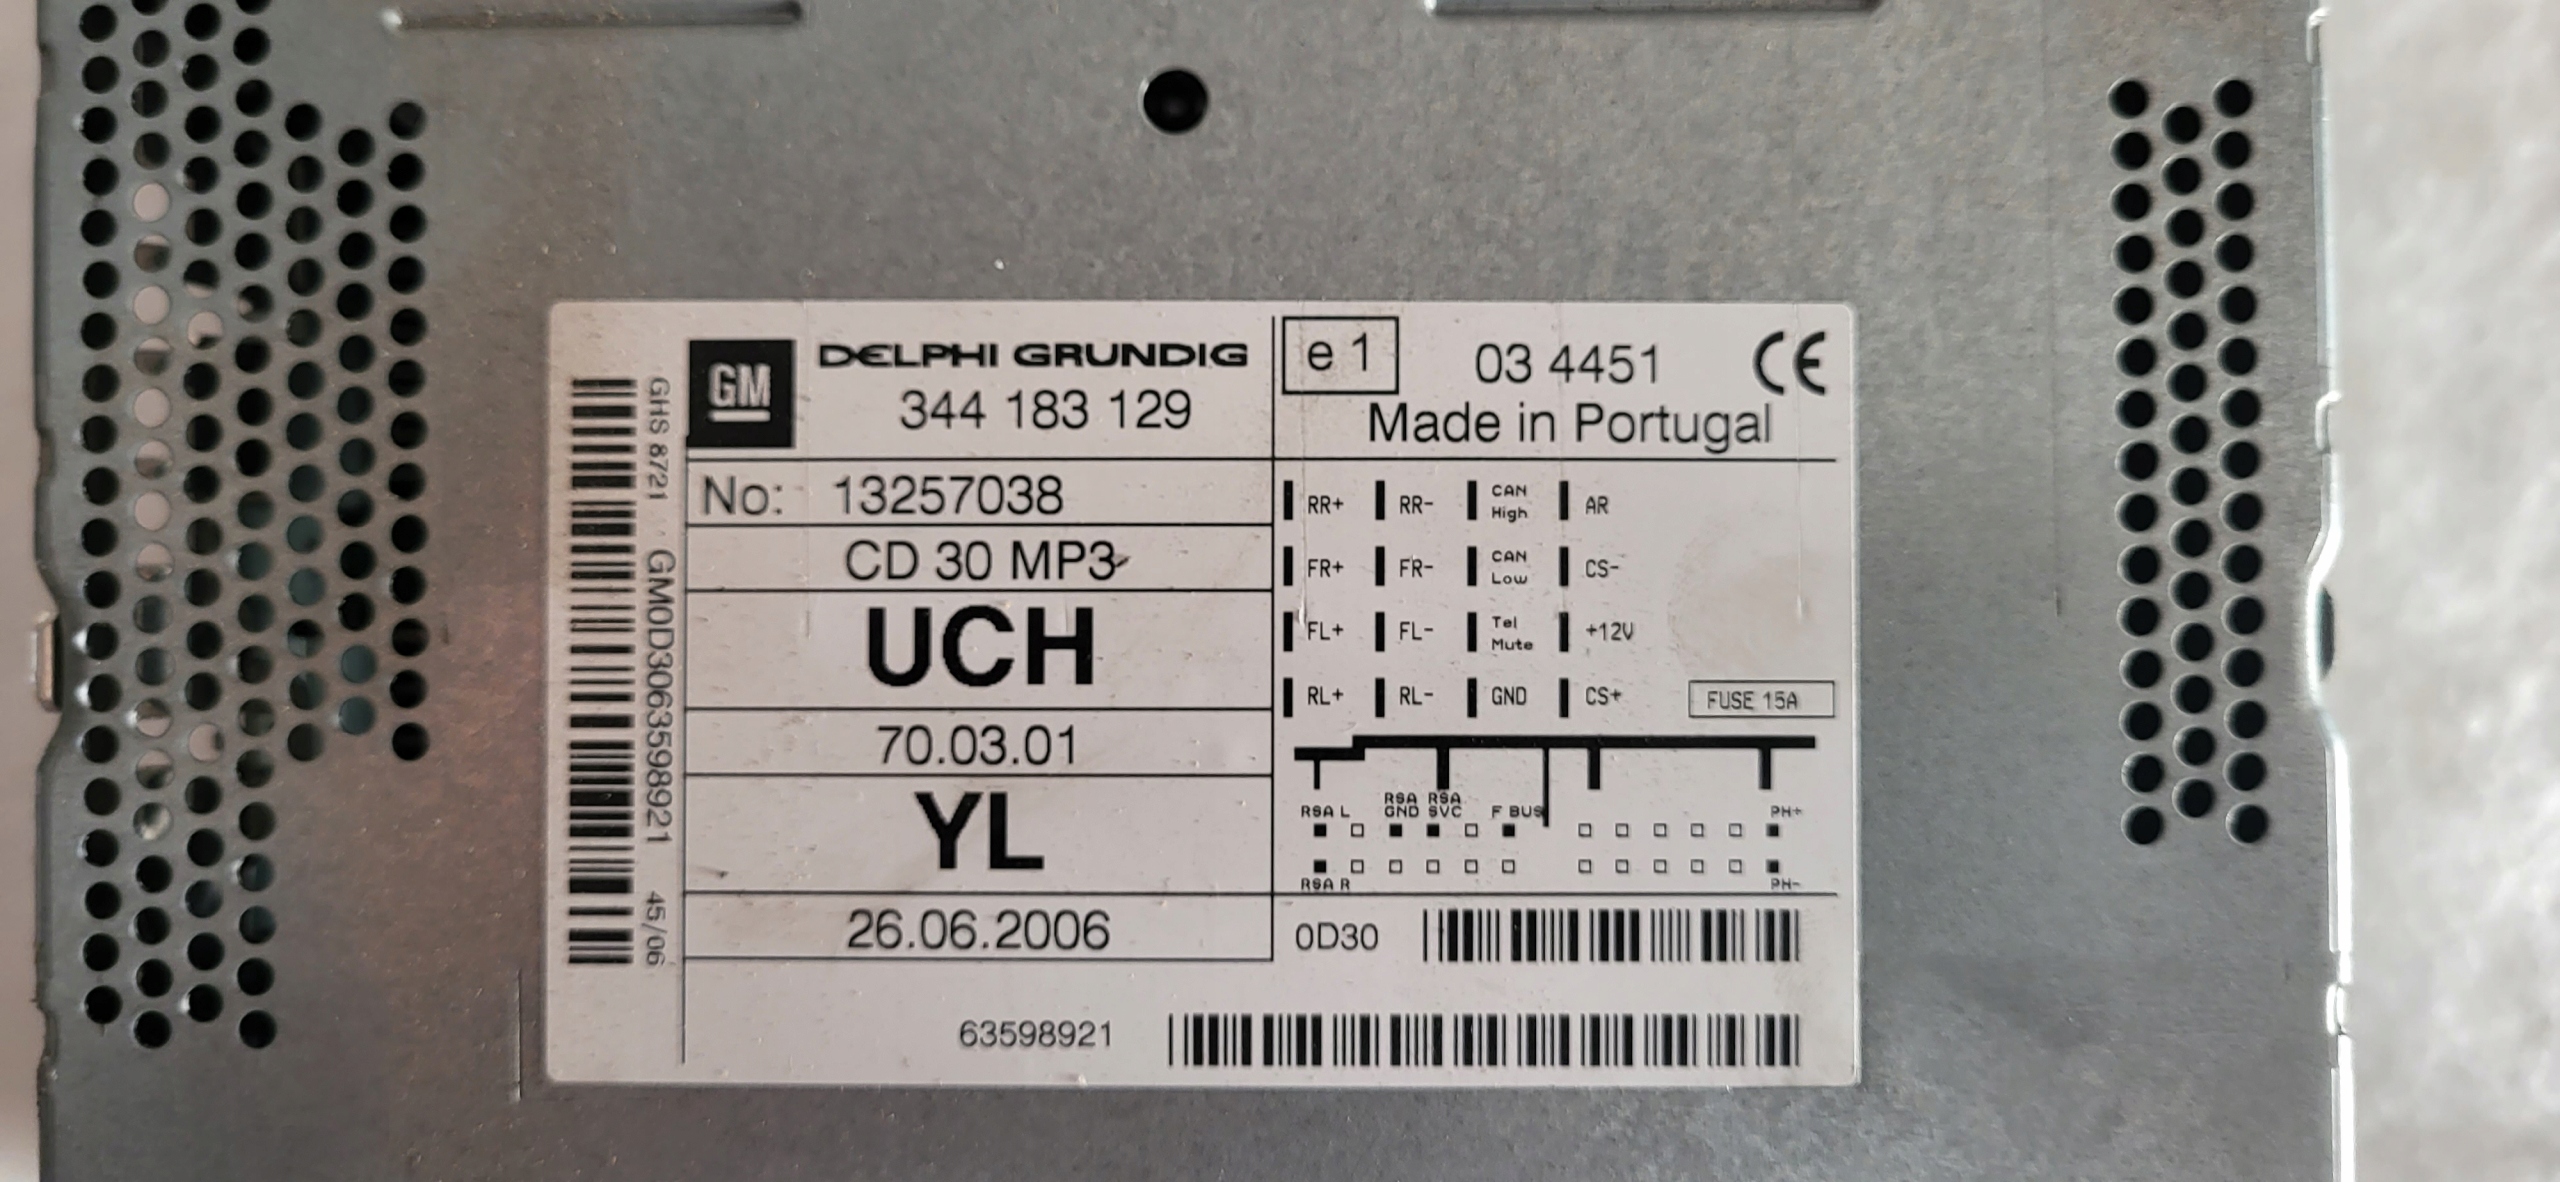 GM
DELPHI GRUNDIG
344 183 129
e 1
03 4451
CE
Made in Portugal
No: 13257038
CD 30 MP3
UCH
70.03.01
YL
26.06.2006
RR+ RR- CAN High AR
FR+ FR- CAN Low CS-
FL+ FL- Tel Mute +12V
RL+ RL- GND CS+
FUSE 15A
RSA L RSA GND RSA SVC F BUS PH+
RSA R PH-
0D30
63598921
GHS 8721 GM0D3063598921 45/06